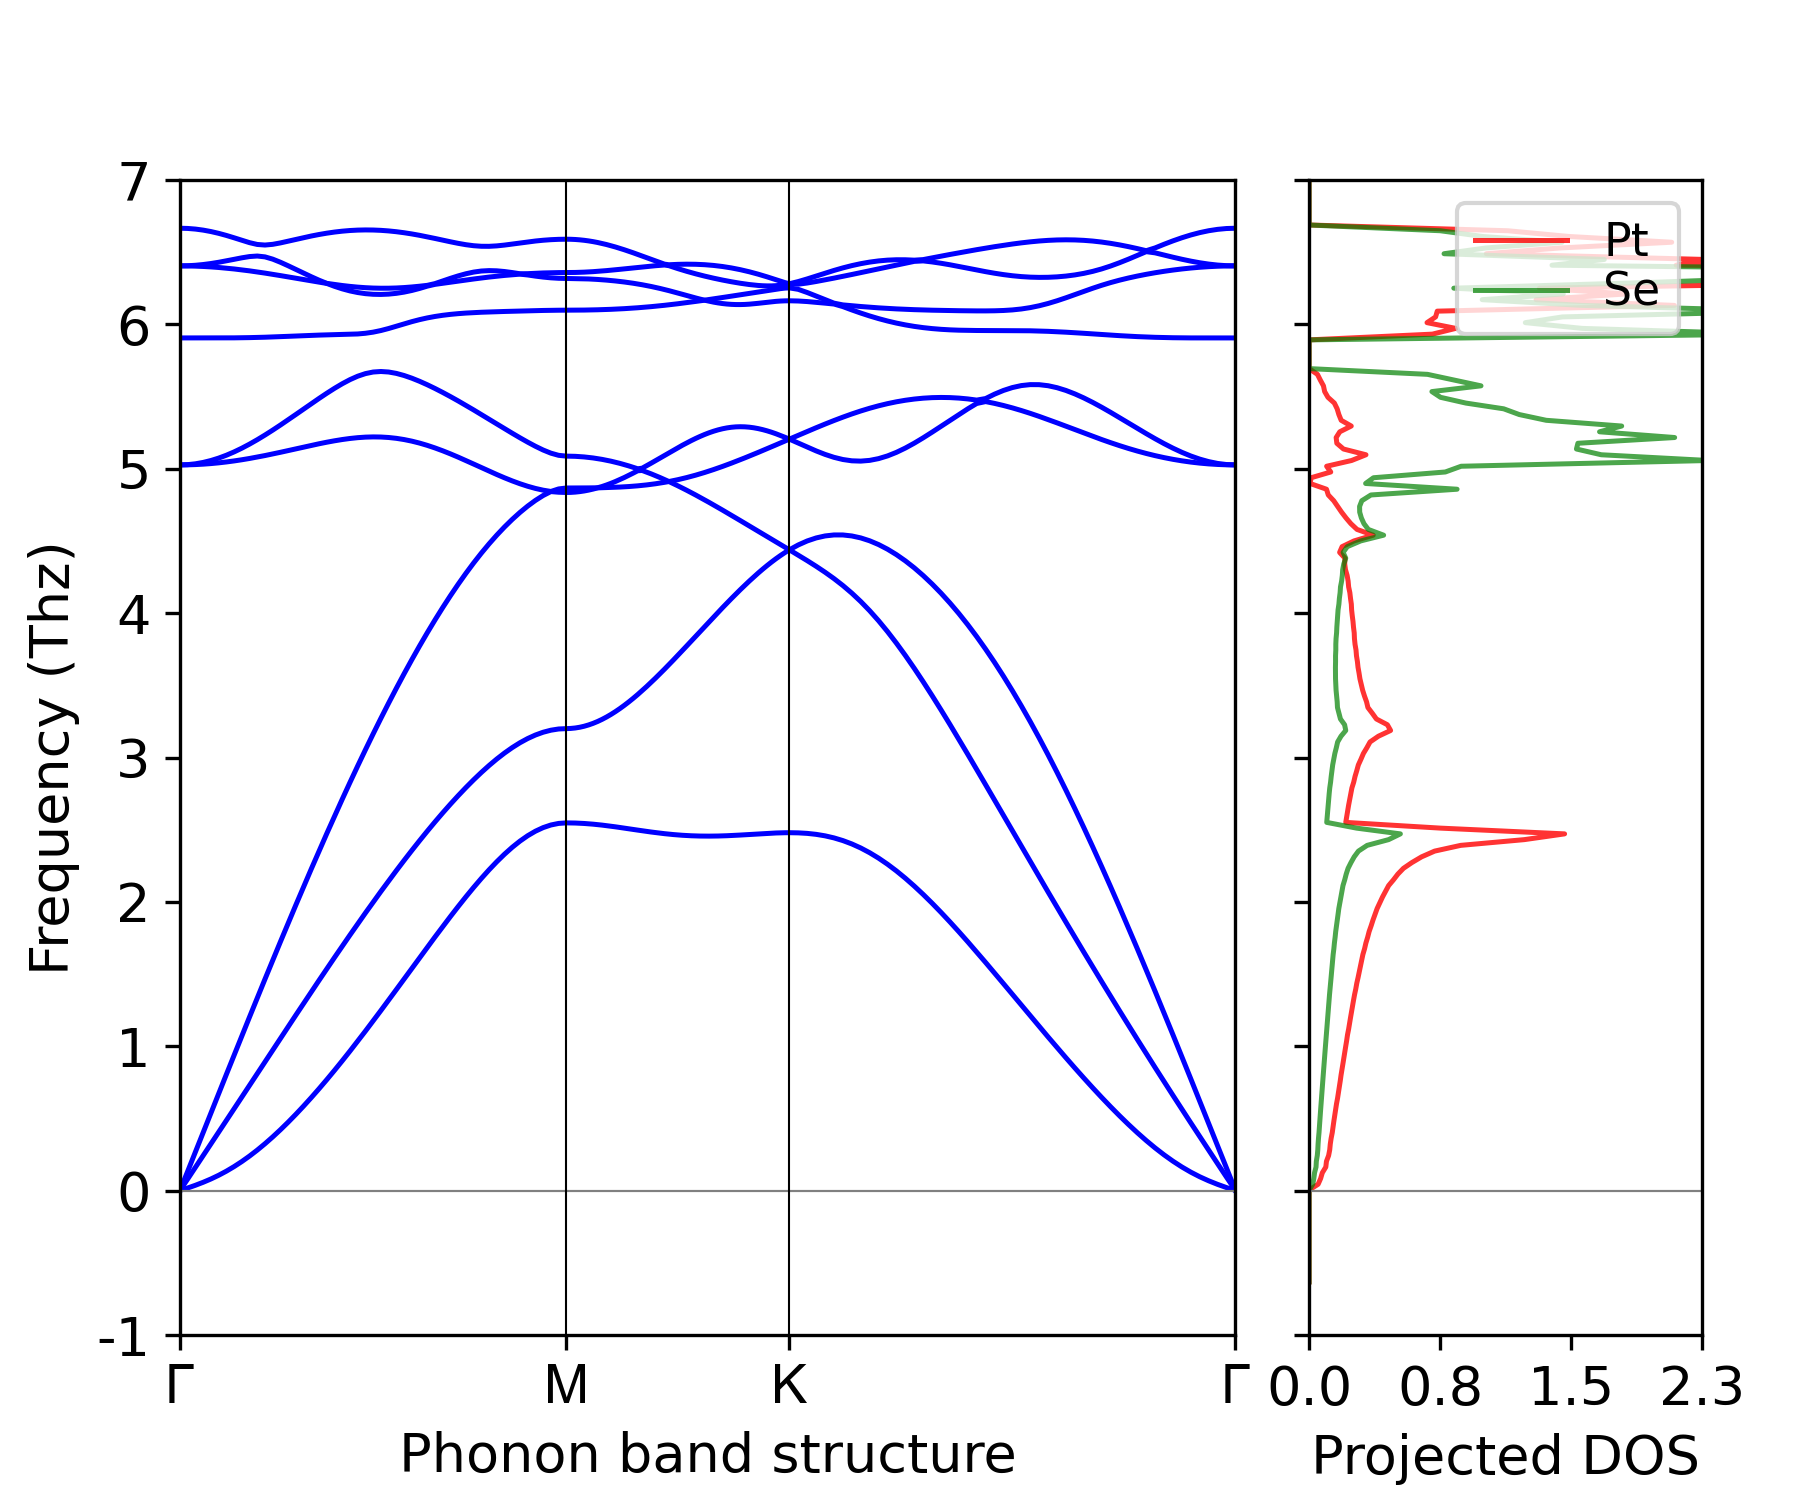 7
6
5
4
3
2
1
0
-1
Frequency (Thz)
Γ M K Γ
Phonon band structure
Pt
Se
0.0 0.8 1.5 2.3
Projected DOS